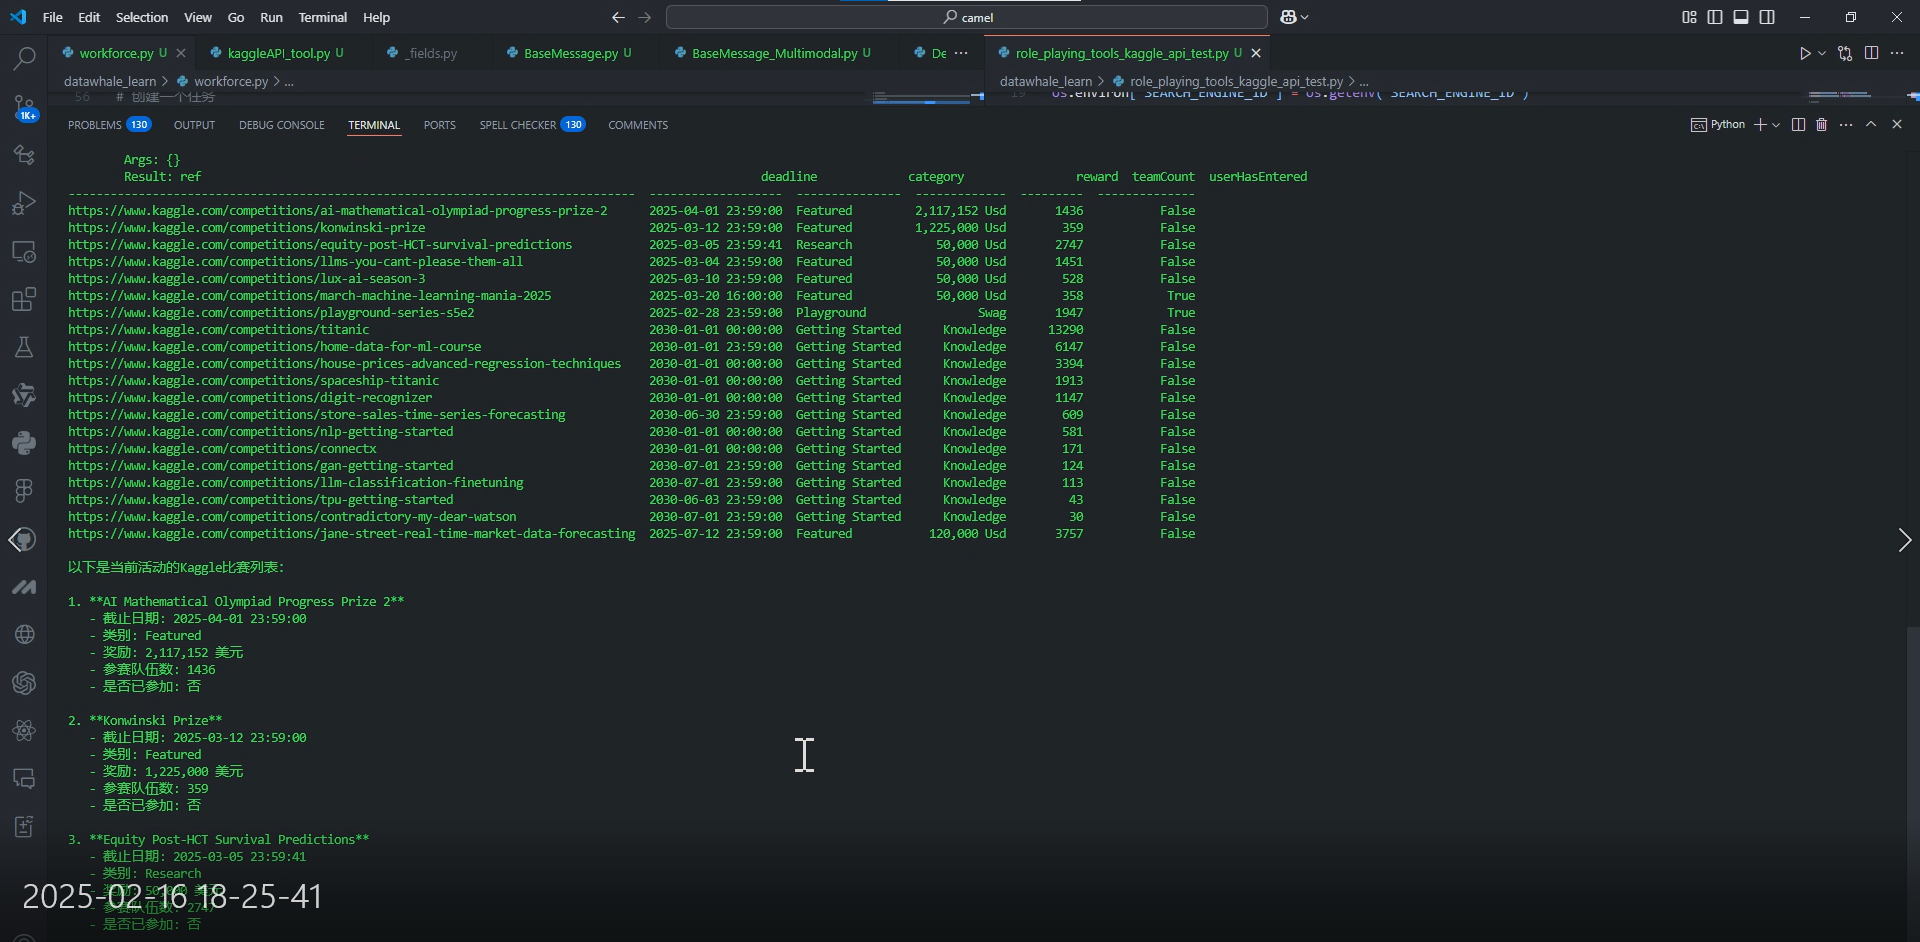 File Edit Selection View Go Run Terminal Help
camel
workforce.py U
kaggleAPI_tool.py U
_fields.py
BaseMessage.py U
BaseMessage_Multimodal.py U
De
role_playing_tools_kaggle_api_test.py U
datawhale_learn > workforce.py > ...
datawhale_learn > role_playing_tools_kaggle_api_test.py > ...
56 # 创建一个任务
19 os.environ["SEARCH_ENGINE_ID"] = os.getenv("SEARCH_ENGINE_ID")
1K+
PROBLEMS 130 OUTPUT DEBUG CONSOLE TERMINAL PORTS SPELL CHECKER 130 COMMENTS
Python
Args: {}
Result: ref deadline category reward teamCount userHasEntered
https://www.kaggle.com/competitions/ai-mathematical-olympiad-progress-prize-2 2025-04-01 23:59:00 Featured 2,117,152 Usd 1436 False
https://www.kaggle.com/competitions/konwinski-prize 2025-03-12 23:59:00 Featured 1,225,000 Usd 359 False
https://www.kaggle.com/competitions/equity-post-HCT-survival-predictions 2025-03-05 23:59:41 Research 50,000 Usd 2747 False
https://www.kaggle.com/competitions/llms-you-cant-please-them-all 2025-03-04 23:59:00 Featured 50,000 Usd 1451 False
https://www.kaggle.com/competitions/lux-ai-season-3 2025-03-10 23:59:00 Featured 50,000 Usd 528 False
https://www.kaggle.com/competitions/march-machine-learning-mania-2025 2025-03-20 16:00:00 Featured 50,000 Usd 358 True
https://www.kaggle.com/competitions/playground-series-s5e2 2025-02-28 23:59:00 Playground Swag 1947 True
https://www.kaggle.com/competitions/titanic 2030-01-01 00:00:00 Getting Started Knowledge 13290 False
https://www.kaggle.com/competitions/home-data-for-ml-course 2030-01-01 23:59:00 Getting Started Knowledge 6147 False
https://www.kaggle.com/competitions/house-prices-advanced-regression-techniques 2030-01-01 00:00:00 Getting Started Knowledge 3394 False
https://www.kaggle.com/competitions/spaceship-titanic 2030-01-01 00:00:00 Getting Started Knowledge 1913 False
https://www.kaggle.com/competitions/digit-recognizer 2030-01-01 00:00:00 Getting Started Knowledge 1147 False
https://www.kaggle.com/competitions/store-sales-time-series-forecasting 2030-06-30 23:59:00 Getting Started Knowledge 609 False
https://www.kaggle.com/competitions/nlp-getting-started 2030-01-01 00:00:00 Getting Started Knowledge 581 False
https://www.kaggle.com/competitions/connectx 2030-01-01 00:00:00 Getting Started Knowledge 171 False
https://www.kaggle.com/competitions/gan-getting-started 2030-07-01 23:59:00 Getting Started Knowledge 124 False
https://www.kaggle.com/competitions/llm-classification-finetuning 2030-07-01 23:59:00 Getting Started Knowledge 113 False
https://www.kaggle.com/competitions/tpu-getting-started 2030-06-03 23:59:00 Getting Started Knowledge 43 False
https://www.kaggle.com/competitions/contradictory-my-dear-watson 2030-07-01 23:59:00 Getting Started Knowledge 30 False
https://www.kaggle.com/competitions/jane-street-real-time-market-data-forecasting 2025-07-12 23:59:00 Featured 120,000 Usd 3757 False
以下是当前活动的Kaggle比赛列表:
1. **AI Mathematical Olympiad Progress Prize 2**
- 截止日期: 2025-04-01 23:59:00
- 类别: Featured
- 奖励: 2,117,152 美元
- 参赛队伍数: 1436
- 是否已参加: 否
2. **Konwinski Prize**
- 截止日期: 2025-03-12 23:59:00
- 类别: Featured
- 奖励: 1,225,000 美元
- 参赛队伍数: 359
- 是否已参加: 否
3. **Equity Post-HCT Survival Predictions**
- 截止日期: 2025-03-05 23:59:41
- 类别: Research
- 奖励: 50,000 美元
- 参赛队伍数: 2747
- 是否已参加: 否
2025-02-16 18-25-41